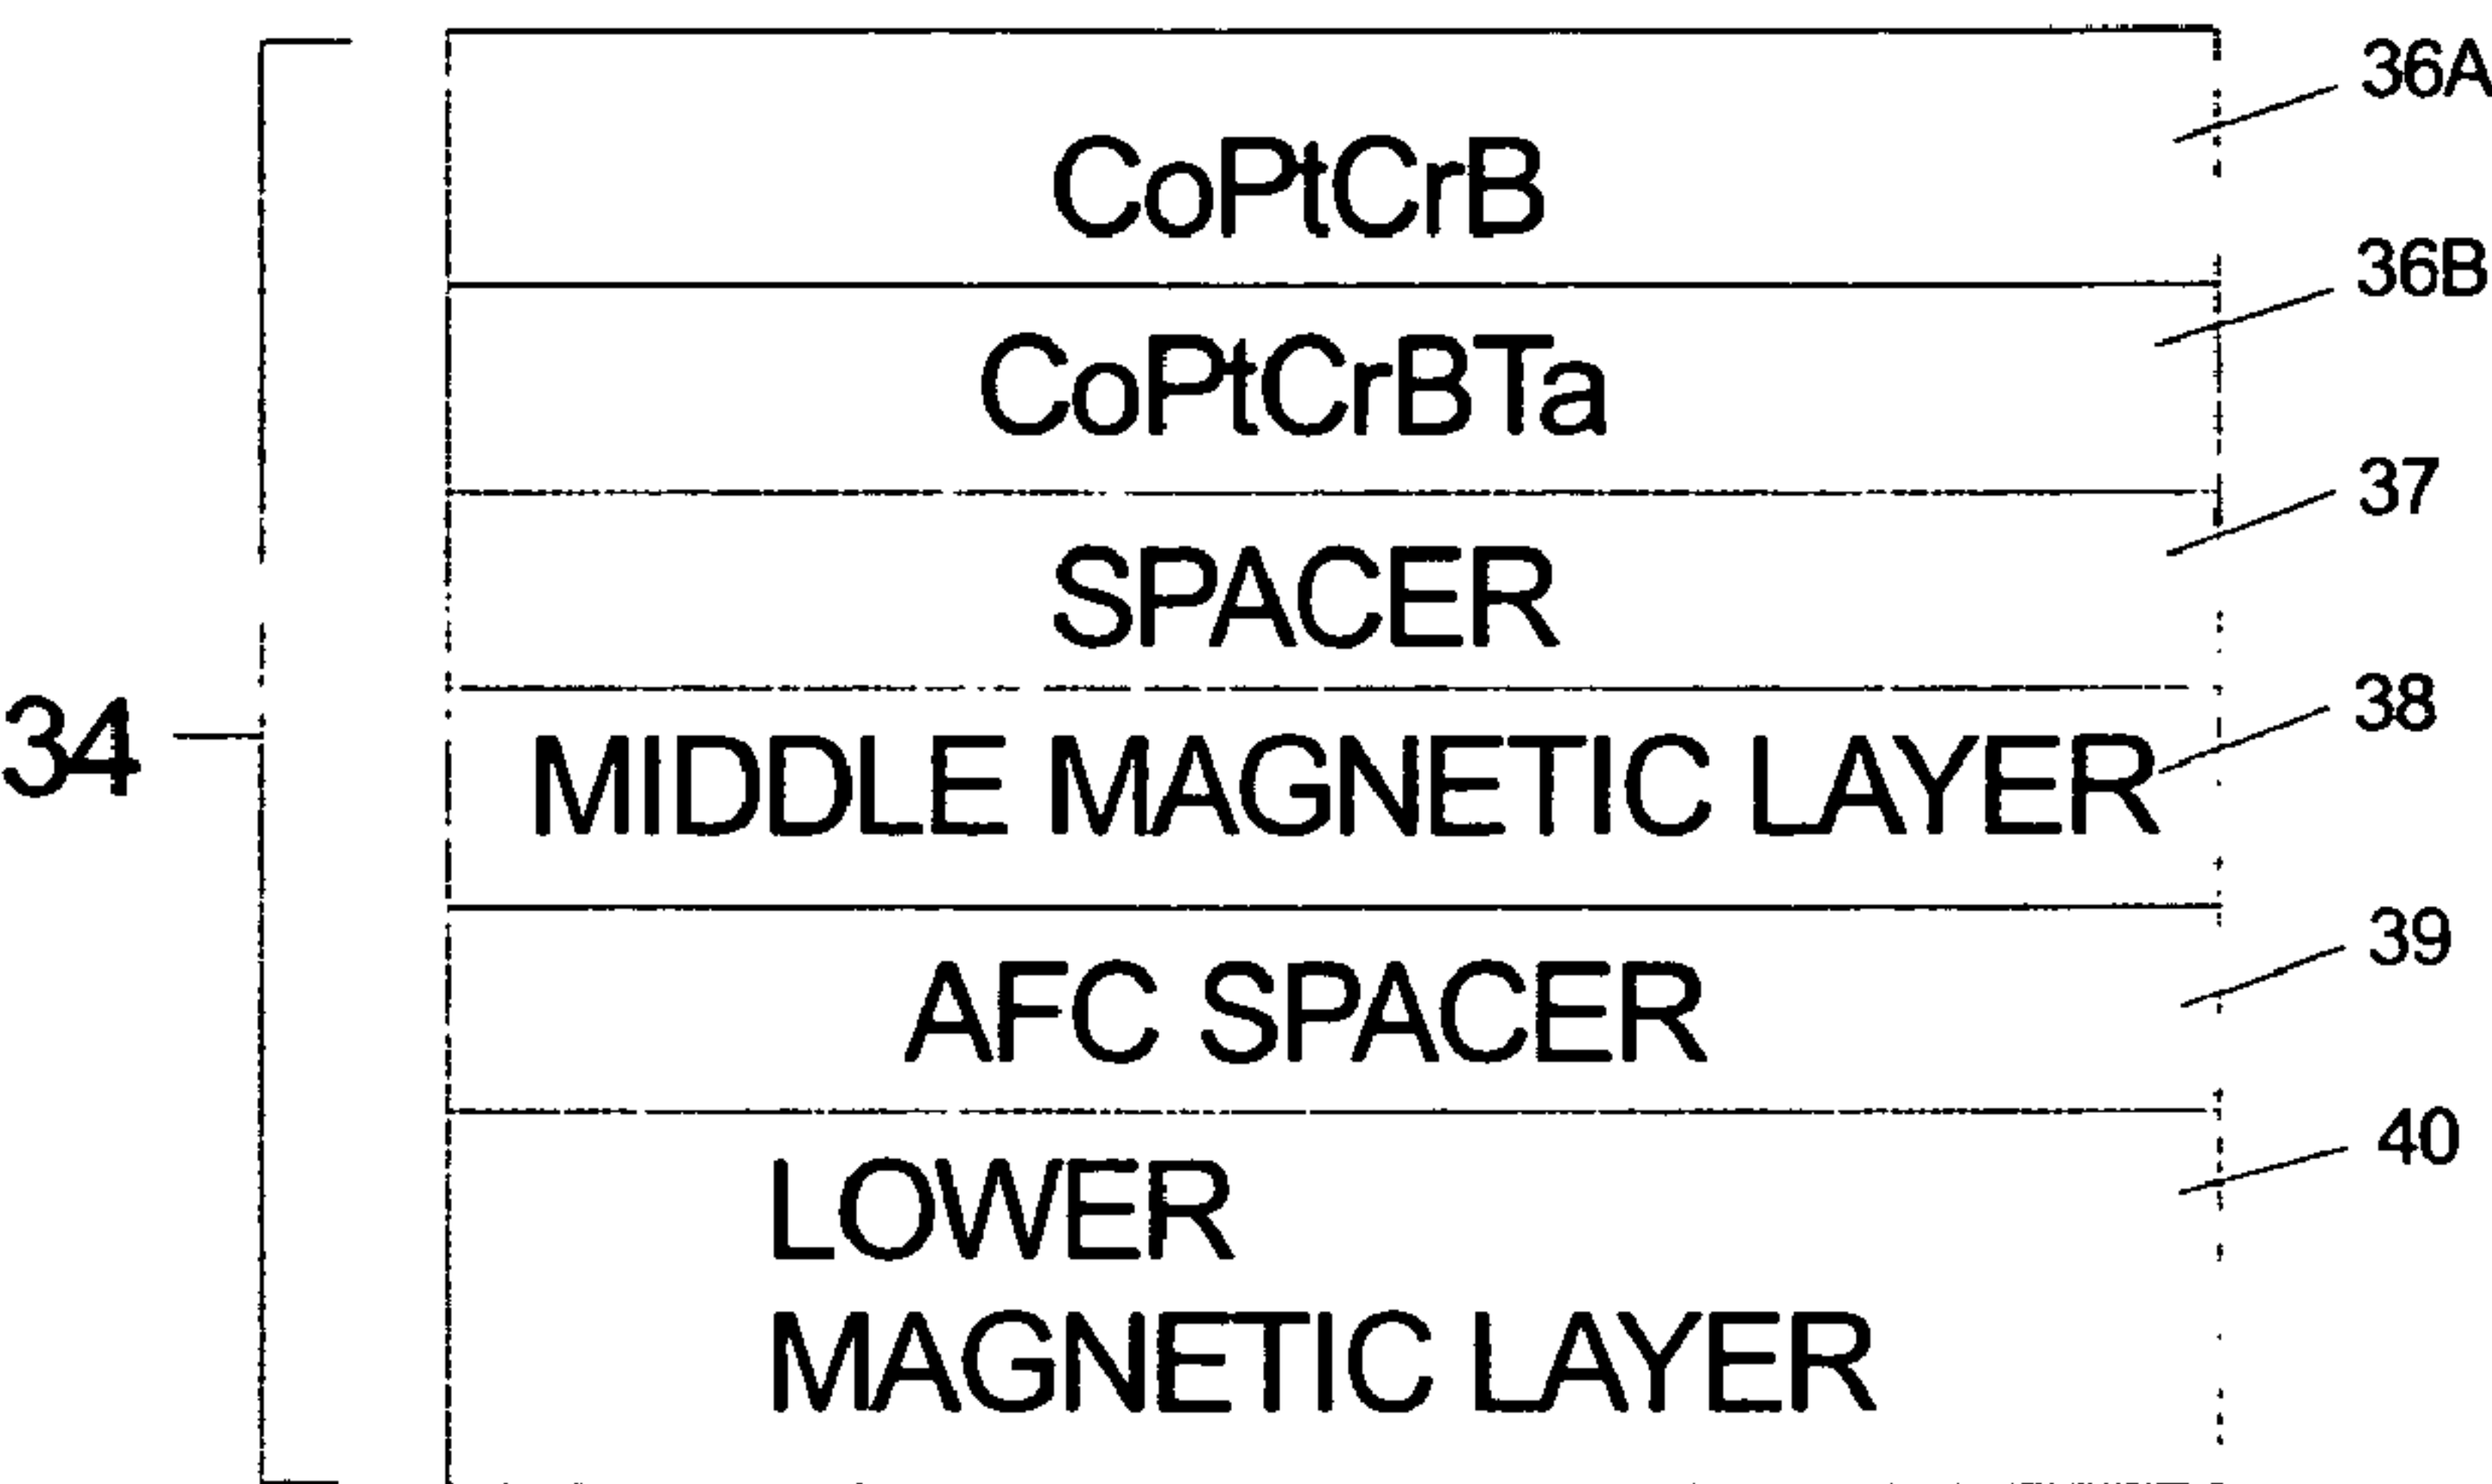 36A
CoPtCrB
36B
CoPtCrBTa
37
SPACER
34
38
MIDDLE MAGNETIC LAYER
39
AFC SPACER
40
LOWER
MAGNETIC LAYER